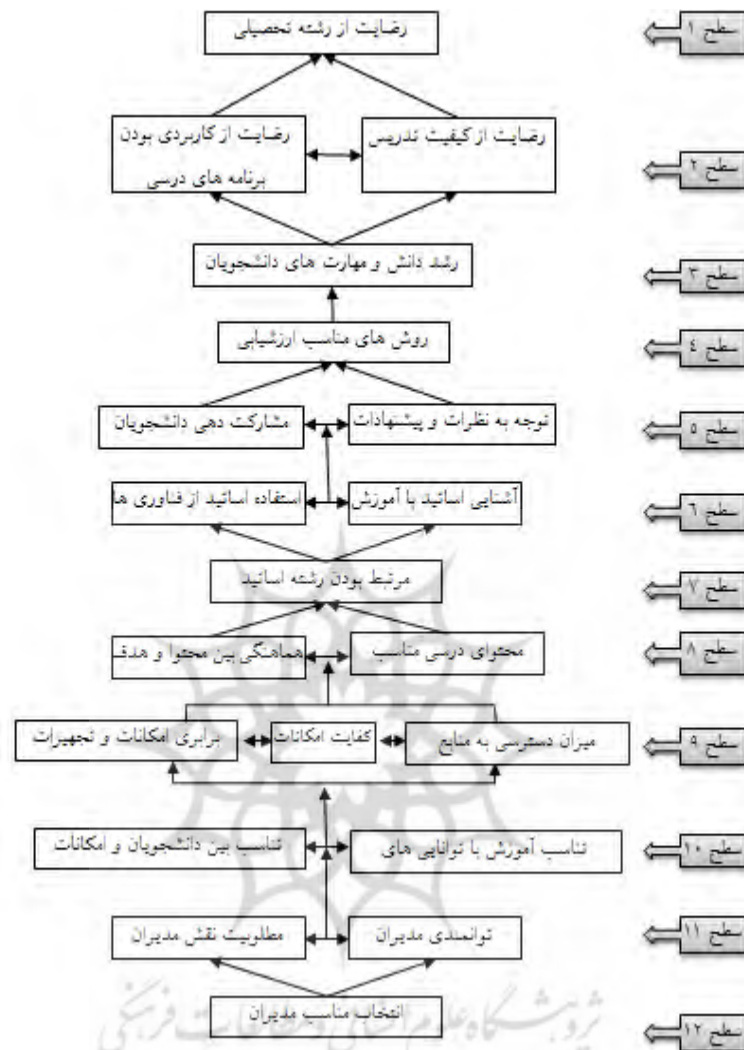 رضایت از رشته تحصیلی
سطح ۱
رضایت از کیفیت تدریس
رضایت از کاربردی بودن
برنامه های درسی
سطح ۲
رشد دانش و مهارت های دانشجویان
سطح ۳
روش های مناسب ارزشیابی
سطح ٤
توجه به نظرات و پیشنهادات
مشارکت دهی دانشجویان
سطح ٥
آشنایی اساتید با آموزش
استفاده اساتید از فناوری ها
سطح ٦
مرتبط بودن رشته اساتید
سطح ۷
محتوای درسی مناسب
هماهنگی بین محتوا و هدف
سطح ۸
میزان دسترسی به منابع
کفایت امکانات
برابری امکانات و تجهیزات
سطح ۹
تناسب آموزش با توانایی های
تناسب بین دانشجویان و امکانات
سطح ۱۰
توانمندی مدیران
مطلوبیت نقش مدیران
سطح ۱۱
انتخاب مناسب مدیران
سطح ۱۲
پژوهشگاه علوم انسانی و مطالعات فرهنگی